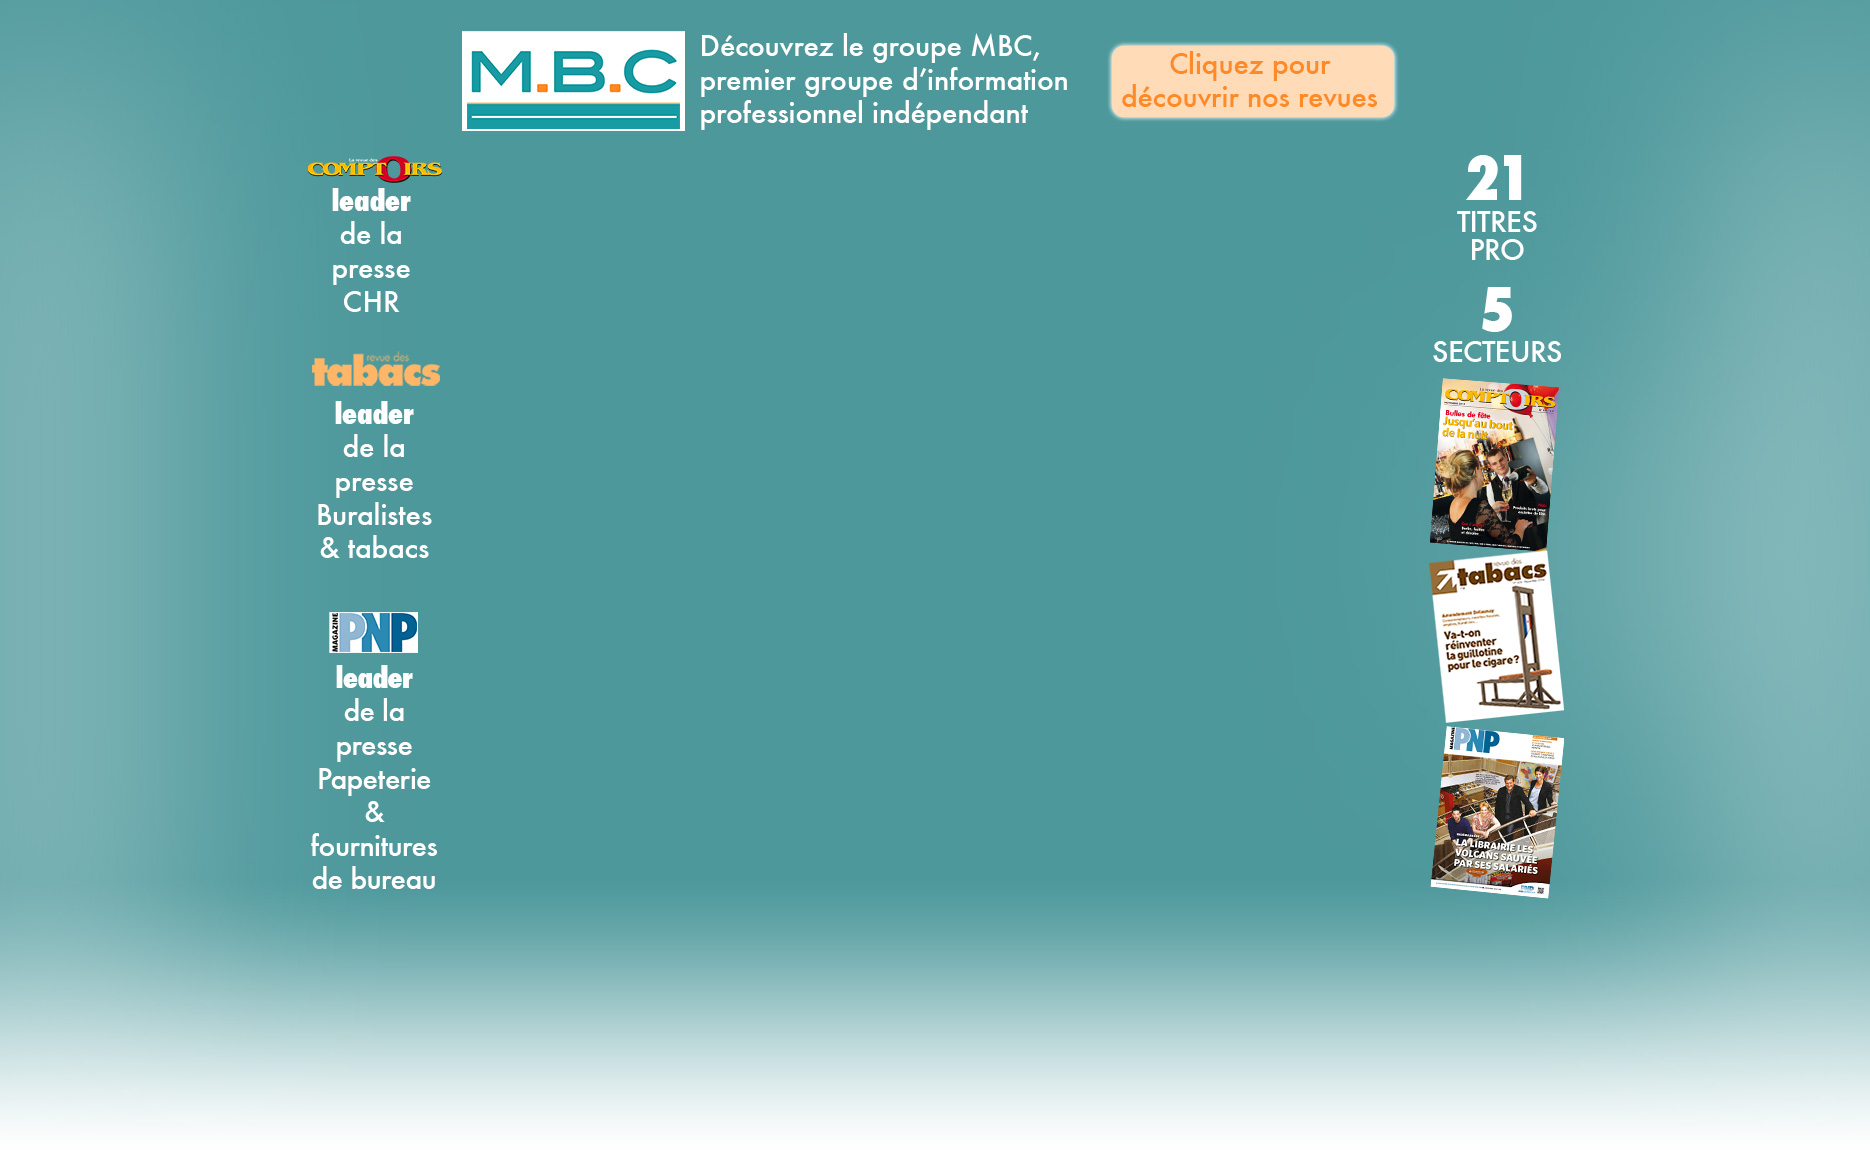 M.B.C
Découvrez le groupe MBC,
premier groupe d'information
professionnel indépendant
Cliquez pour
découvrir nos revues
La revue des
COMPTOIRS
leader
de la
presse
CHR
revue des
tabacs
leader
de la
presse
Buralistes
& tabacs
MAGAZINE
PNP
leader
de la
presse
Papeterie
&
fournitures
de bureau
21
TITRES
PRO
5
SECTEURS
La revue des
COMPTOIRS
Bulles de fête
Jusqu'au bout
de la nuit
revue des
tabacs
Va-t-on
réinventer
la guillotine
pour le cigare ?
MAGAZINE
PNP
LA LIBRAIRIE LES
VOLCANS SAUVÉE
PAR SES SALARIÉS